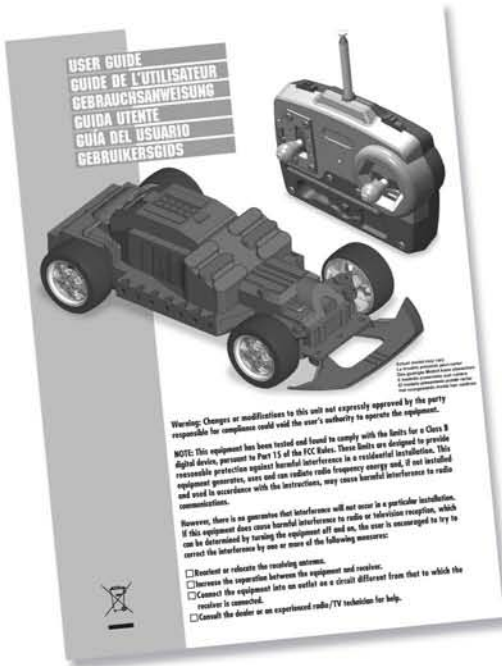 USER GUIDE
GUIDE DE L'UTILISATEUR
GEBRAUCHSANWEISUNG
GUIDA UTENTE
GUÍA DEL USUARIO
GEBRUIKERSGIDS
Actual model may vary
Warning: Changes or modifications to this unit not expressly approved by the party
responsible for compliance could void the user's authority to operate the equipment.
NOTE: This equipment has been tested and found to comply with the limits for a Class B
digital device, pursuant to Part 15 of the FCC Rules. These limits are designed to provide
reasonable protection against harmful interference in a residential installation. This
equipment generates, uses and can radiate radio frequency energy and, if not installed
and used in accordance with the instructions, may cause harmful interference to radio
communications.
However, there is no guarantee that interference will not occur in a particular installation.
If this equipment does cause harmful interference to radio or television reception, which
can be determined by turning the equipment off and on, the user is encouraged to try to
correct the interference by one or more of the following measures:
Reorient or relocate the receiving antenna.
Increase the separation between the equipment and receiver.
Connect the equipment into an outlet on a circuit different from that to which the
receiver is connected.
Consult the dealer or an experienced radio/TV technician for help.